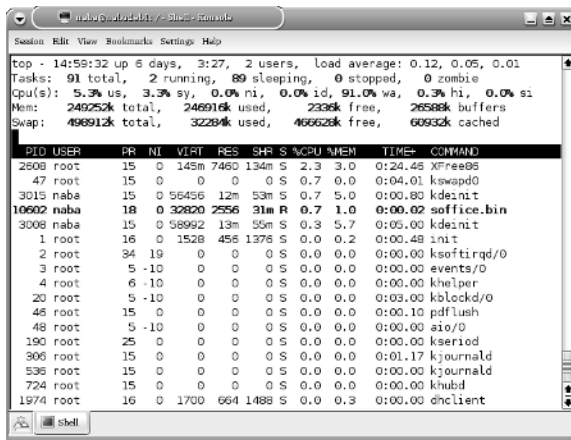 naba@nabadeb1: / - Shell - Konsole
Session Edit View Bookmarks Settings Help
top - 14:59:32 up 6 days, 3:27, 2 users, load average: 0.12, 0.05, 0.01
Tasks: 91 total, 2 running, 89 sleeping, 0 stopped, 0 zombie
Cpu(s): 5.3% us, 3.3% sy, 0.0% ni, 0.0% id, 91.0% wa, 0.3% hi, 0.0% si
Mem: 249252k total, 246916k used, 2336k free, 26588k buffers
Swap: 498912k total, 32284k used, 466628k free, 60932k cached
PID USER PR NI VIRT RES SHR S %CPU %MEM TIME+ COMMAND
2608 root 15 0 145m 7460 134m S 2.3 3.0 0:24.46 XFree86
47 root 15 0 0 0 0 S 0.7 0.0 0:04.01 kswapd0
3015 naba 15 0 56456 12m 53m S 0.7 5.0 0:00.80 kdeinit
10602 naba 18 0 32820 2556 31m R 0.7 1.0 0:00.02 soffice.bin
3008 naba 15 0 58992 13m 55m S 0.3 5.7 0:05.00 kdeinit
1 root 16 0 1528 456 1376 S 0.0 0.2 0:00.48 init
2 root 34 19 0 0 0 S 0.0 0.0 0:00.00 ksoftirqd/0
3 root 5 -10 0 0 0 S 0.0 0.0 0:00.00 events/0
4 root 6 -10 0 0 0 S 0.0 0.0 0:00.00 khelper
20 root 5 -10 0 0 0 S 0.0 0.0 0:03.00 kblockd/0
46 root 15 0 0 0 0 S 0.0 0.0 0:00.10 pdflush
48 root 5 -10 0 0 0 S 0.0 0.0 0:00.00 aio/0
190 root 25 0 0 0 0 S 0.0 0.0 0:00.00 kseriod
306 root 15 0 0 0 0 S 0.0 0.0 0:01.17 kjournald
536 root 15 0 0 0 0 S 0.0 0.0 0:00.00 kjournald
724 root 15 0 0 0 0 S 0.0 0.0 0:00.00 khubd
1974 root 16 0 1700 664 1488 S 0.0 0.3 0:00.00 dhclient
Shell